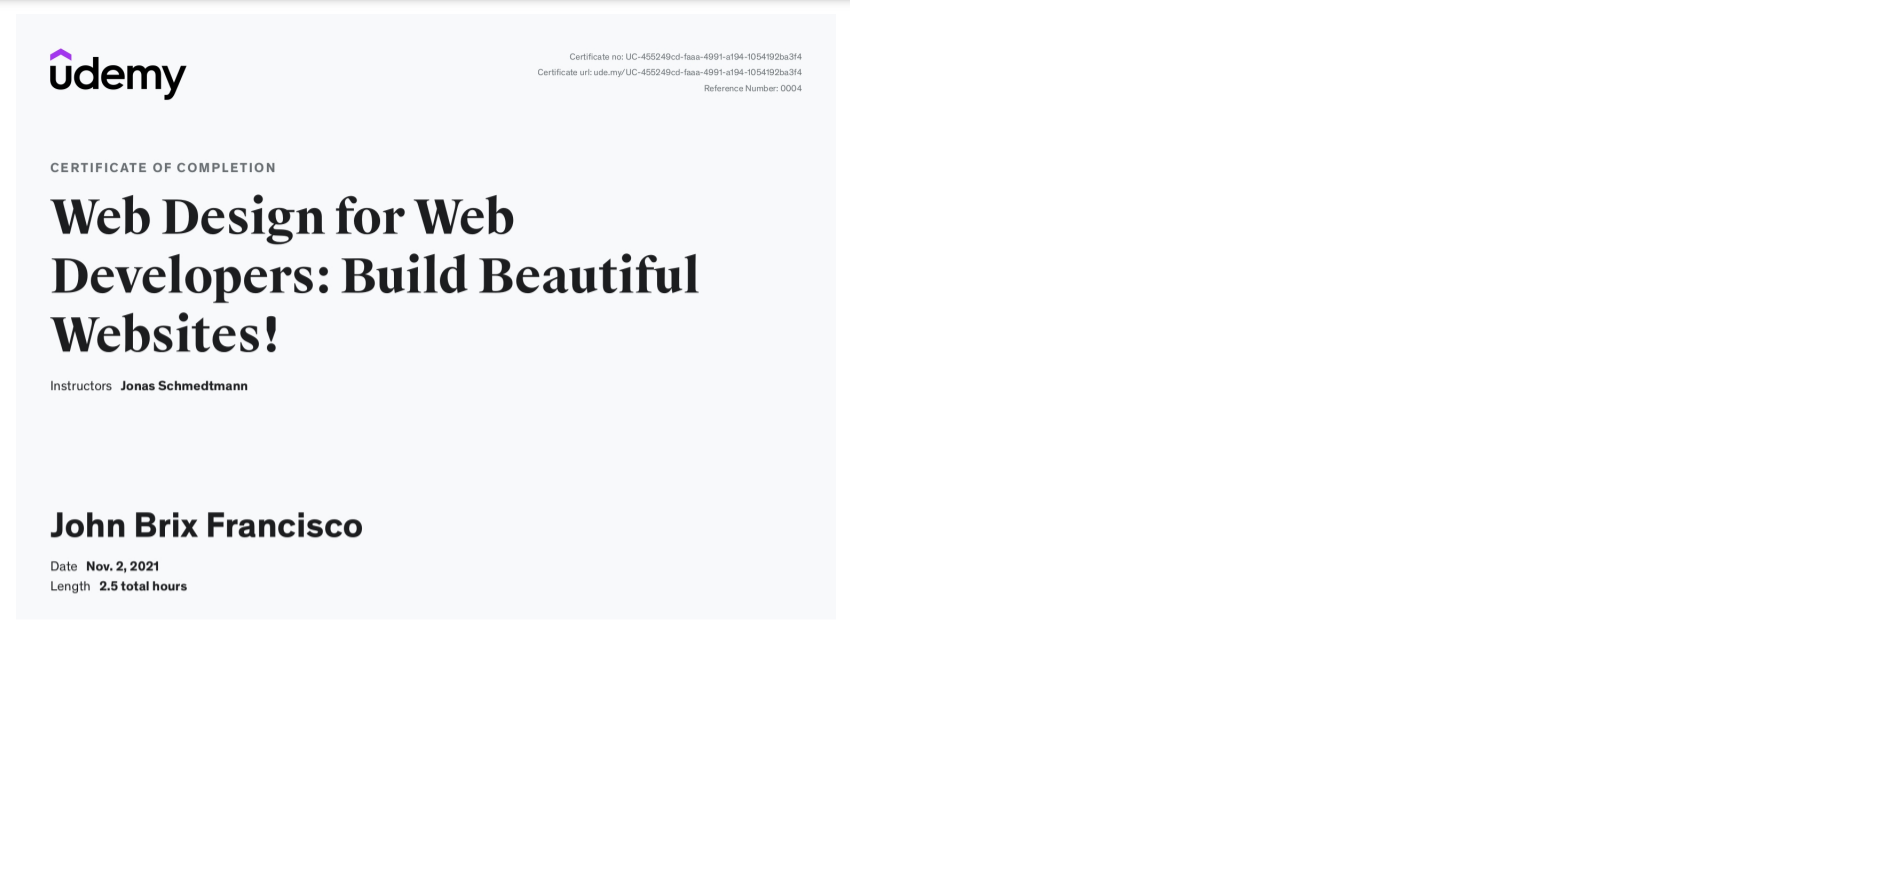 udemy
Certificate no: UC-455249cd-faaa-4991-a194-1054192ba3f4
Certificate url: ude.my/UC-455249cd-faaa-4991-a194-1054192ba3f4
Reference Number: 0004
CERTIFICATE OF COMPLETION
Web Design for Web
Developers: Build Beautiful
Websites!
Instructors Jonas Schmedtmann
John Brix Francisco
Date Nov. 2, 2021
Length 2.5 total hours